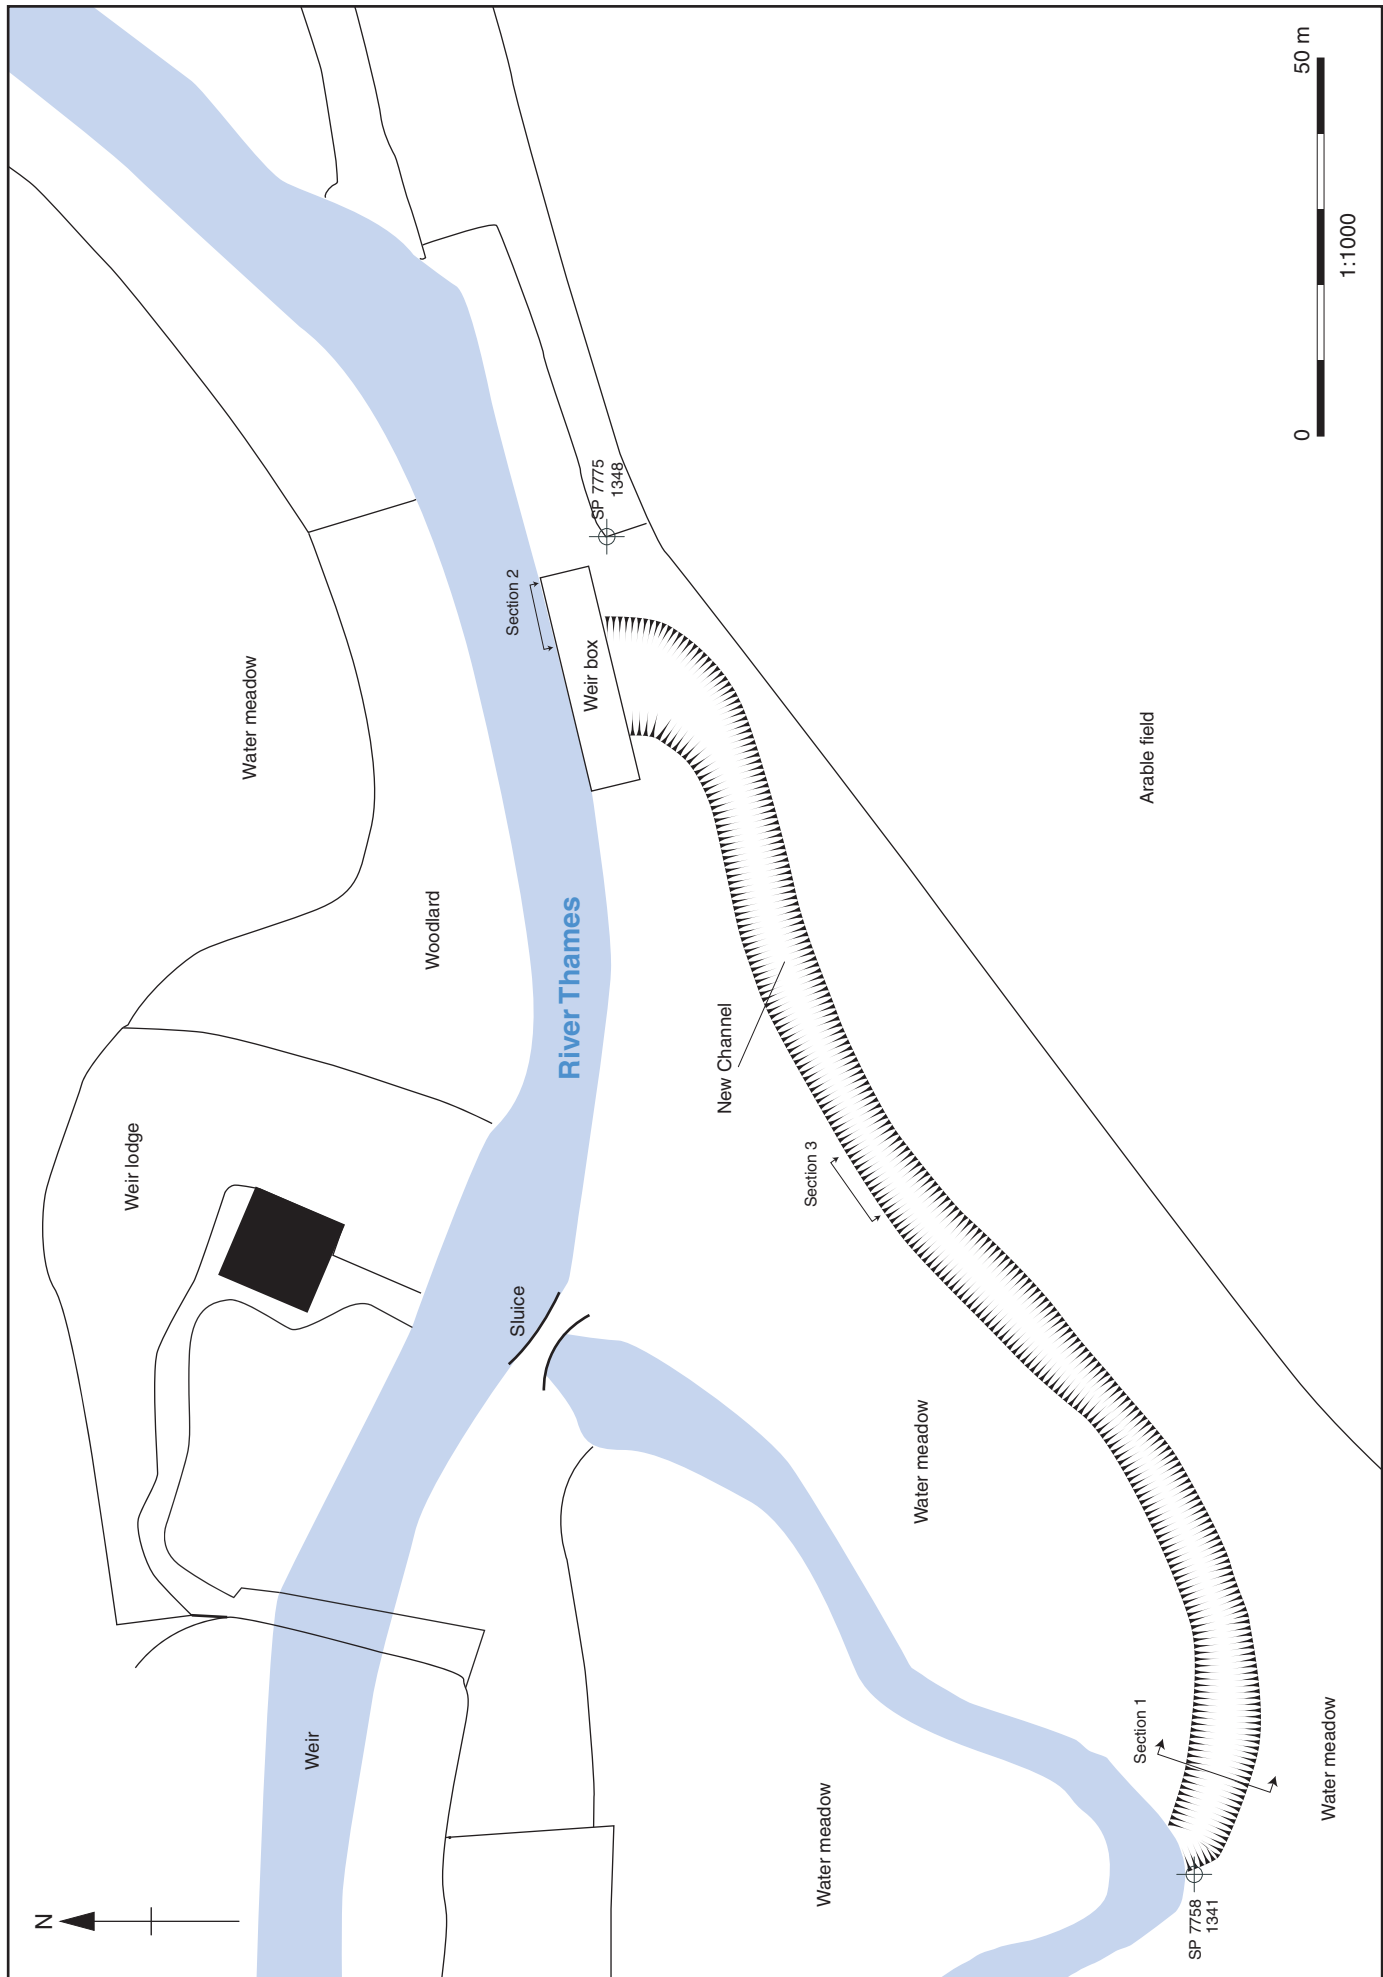 N
Weir lodge
Water meadow
Weir
Woodlard
Sluice
River Thames
Section 2
Weir box
SP 7775
1348
New Channel
Section 3
Water meadow
Water meadow
Section 1
Arable field
SP 7758
1341
Water meadow
0
50 m
1:1000